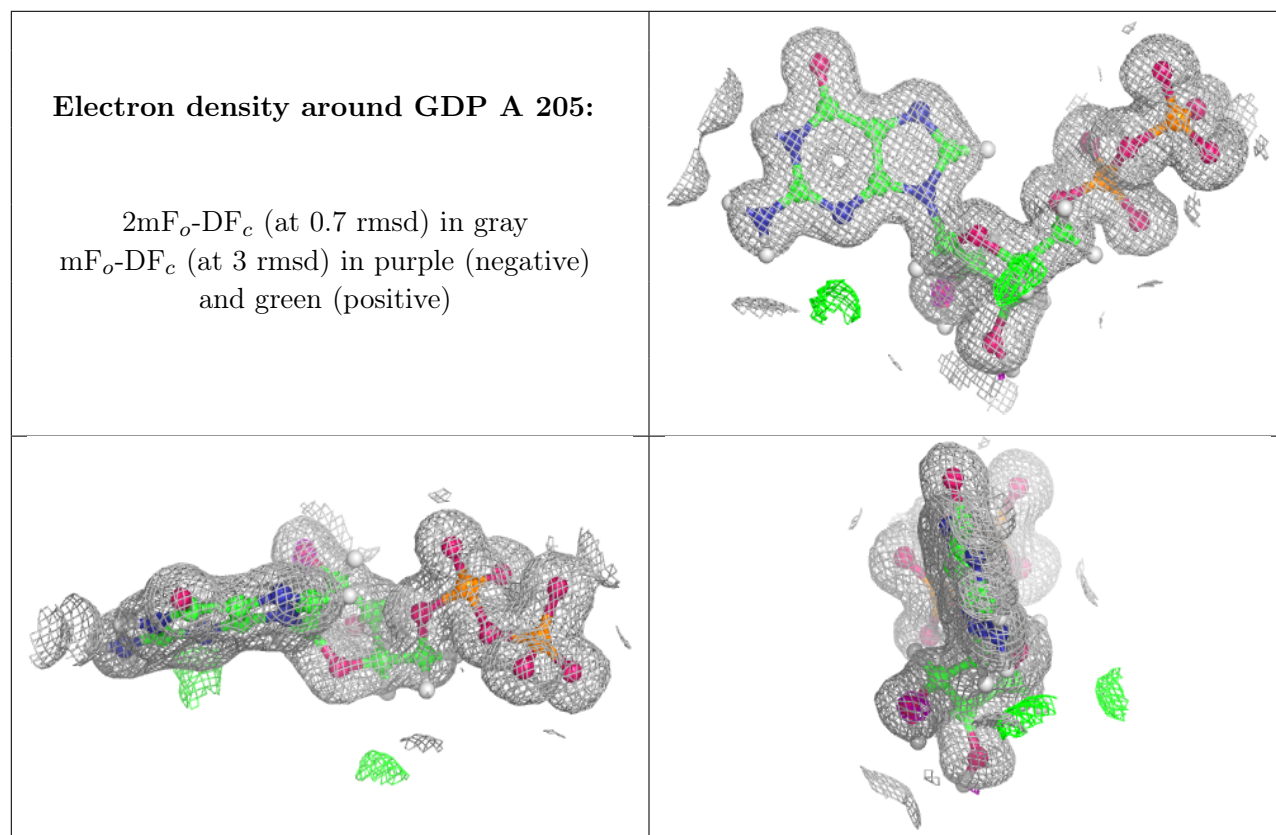 Electron density around GDP A 205:
2mFₒ-DF𝒸 (at 0.7 rmsd) in gray
mFₒ-DF𝒸 (at 3 rmsd) in purple (negative)
and green (positive)